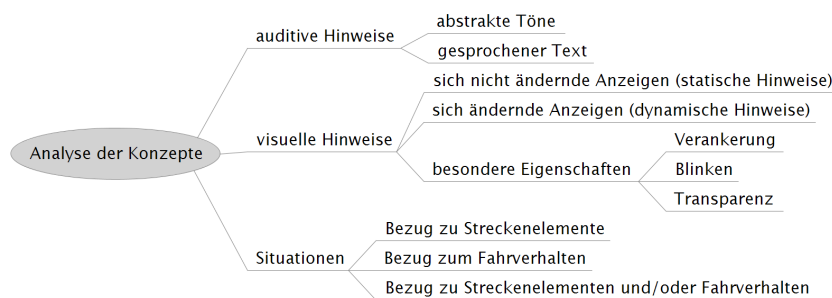 Analyse der Konzepte
auditive Hinweise
abstrakte Töne
gesprochener Text
visuelle Hinweise
sich nicht ändernde Anzeigen (statische Hinweise)
sich ändernde Anzeigen (dynamische Hinweise)
besondere Eigenschaften
Verankerung
Blinken
Transparenz
Situationen
Bezug zu Streckenelemente
Bezug zum Fahrverhalten
Bezug zu Streckenelementen und/oder Fahrverhalten